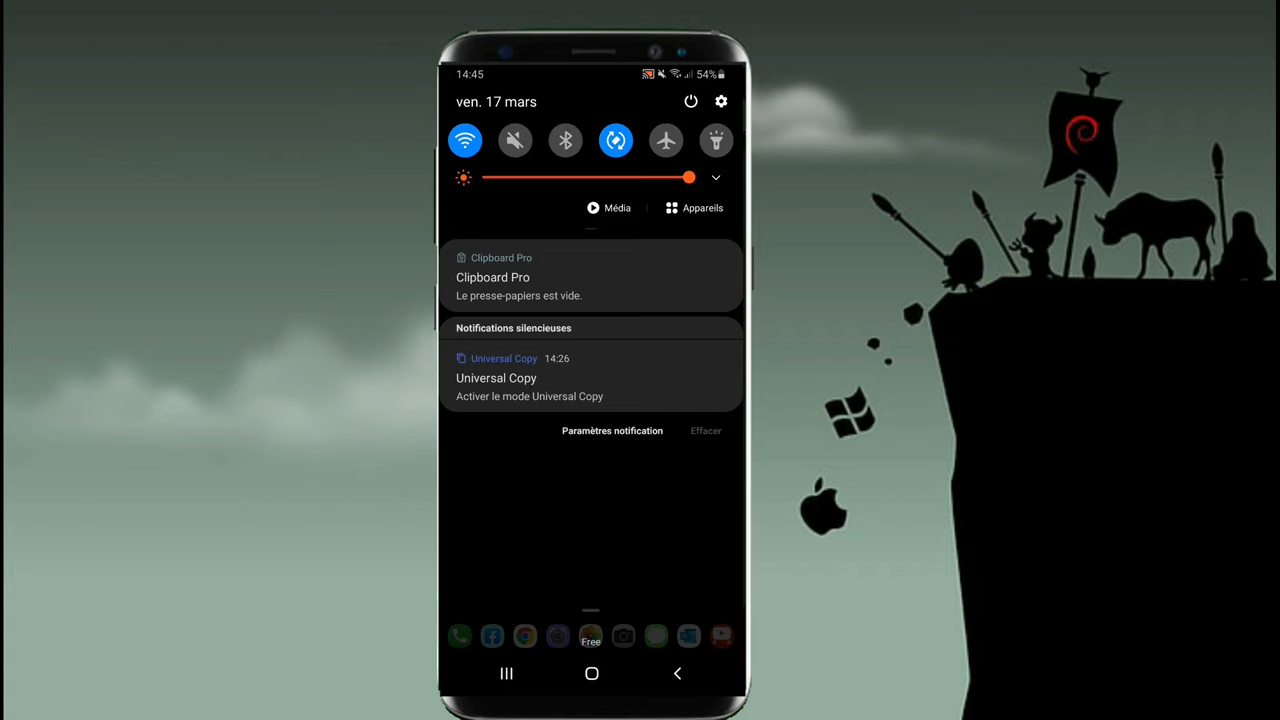 14:45
54%
ven. 17 mars
Média
Appareils
Clipboard Pro
Clipboard Pro
Le presse-papiers est vide.
Notifications silencieuses
Universal Copy 14:26
Universal Copy
Activer le mode Universal Copy
Paramètres notification
Effacer
Free